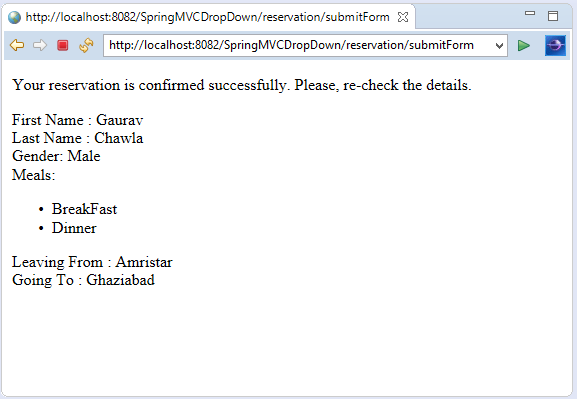 http://localhost:8082/SpringMVCDropDown/reservation/submitForm
http://localhost:8082/SpringMVCDropDown/reservation/submitForm
Your reservation is confirmed successfully. Please, re-check the details.
First Name : Gaurav
Last Name : Chawla
Gender: Male
Meals:
• BreakFast
• Dinner
Leaving From : Amristar
Going To : Ghaziabad